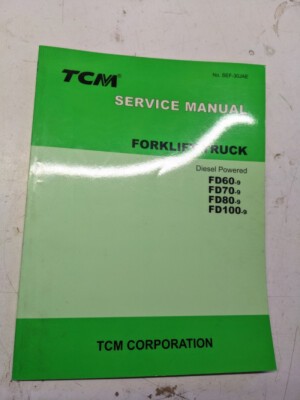 TCM
SERVICE MANUAL
FORKLIFT TRUCK
Diesel Powered
FD60-9
FD70-9
FD80-9
FD100-9
TCM CORPORATION